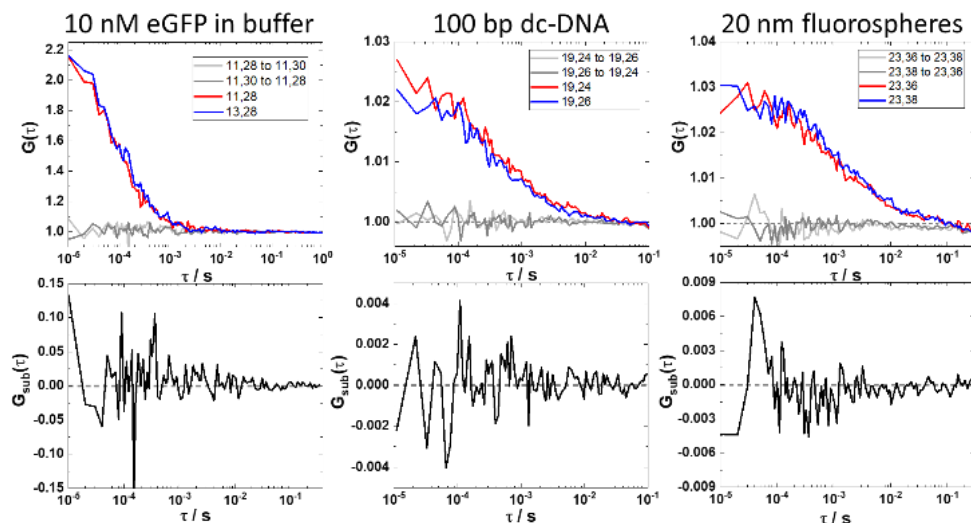 10 nM eGFP in buffer
2.2
2.0
1.8
1.6
1.4
1.2
1.0
G(τ)
11,28 to 11,30
11,30 to 11,28
11,28
13,28
10⁻⁵ 10⁻⁴ 10⁻³ 10⁻² 10⁻¹ 10⁰
τ / s
100 bp dc-DNA
1.03
1.02
1.01
1.00
G(τ)
19,24 to 19,26
19,26 to 19,24
19,24
19,26
10⁻⁵ 10⁻⁴ 10⁻³ 10⁻² 10⁻¹
τ / s
20 nm fluorospheres
1.04
1.03
1.02
1.01
1.00
G(τ)
23,36 to 23,38
23,38 to 23,36
23,36
23,38
10⁻⁵ 10⁻⁴ 10⁻³ 10⁻² 10⁻¹
τ / s
0.15
0.10
0.05
0.00
-0.05
-0.10
-0.15
G_sub(τ)
10⁻⁵ 10⁻⁴ 10⁻³ 10⁻² 10⁻¹
τ / s
0.004
0.002
0.000
-0.002
-0.004
G_sub(τ)
10⁻⁵ 10⁻⁴ 10⁻³ 10⁻² 10⁻¹
τ / s
0.009
0.006
0.003
0.000
-0.003
-0.006
-0.009
G_sub(τ)
10⁻⁵ 10⁻⁴ 10⁻³ 10⁻² 10⁻¹
τ / s